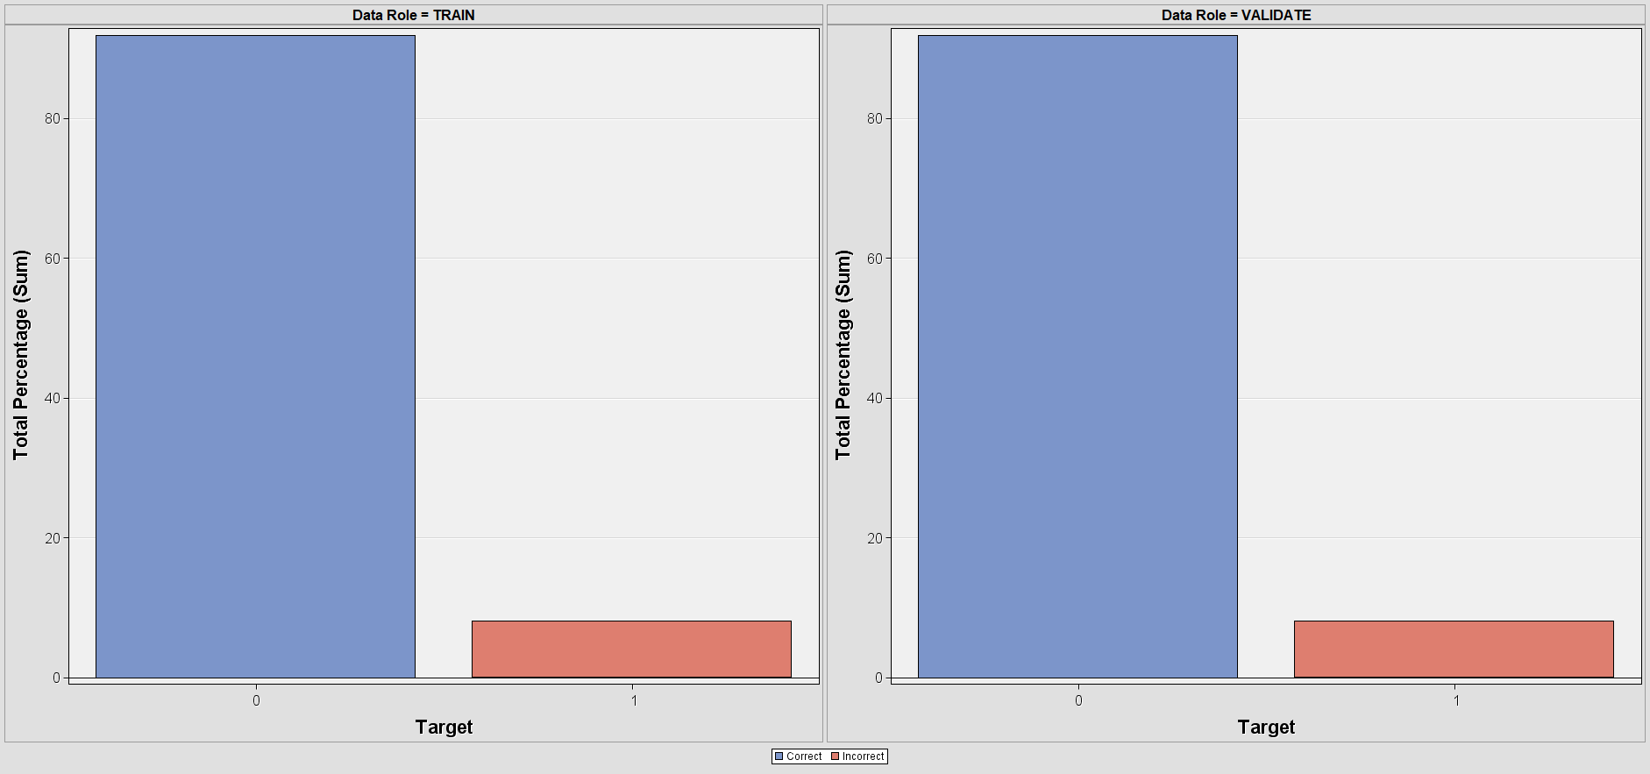 Data Role = TRAIN
Total Percentage (Sum)
80
60
40
20
0
0 1
Target
Data Role = VALIDATE
Total Percentage (Sum)
80
60
40
20
0
0 1
Target
Correct Incorrect